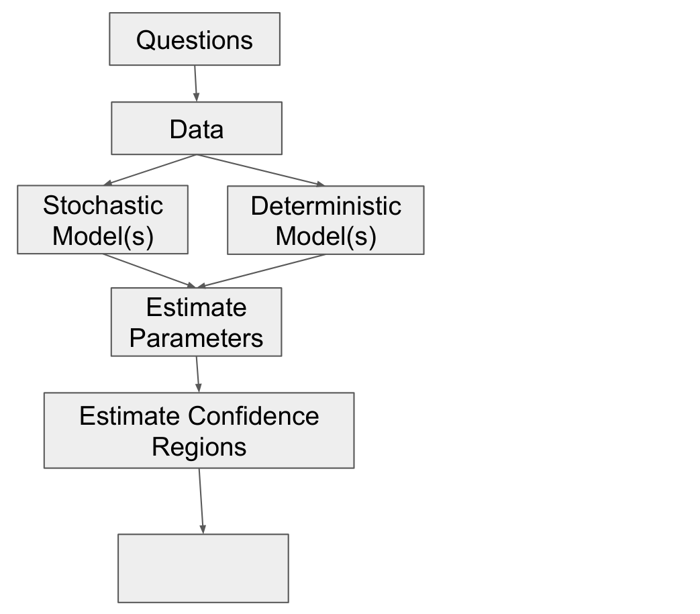 Questions
Data
Stochastic
Model(s)
Deterministic
Model(s)
Estimate
Parameters
Estimate Confidence
Regions